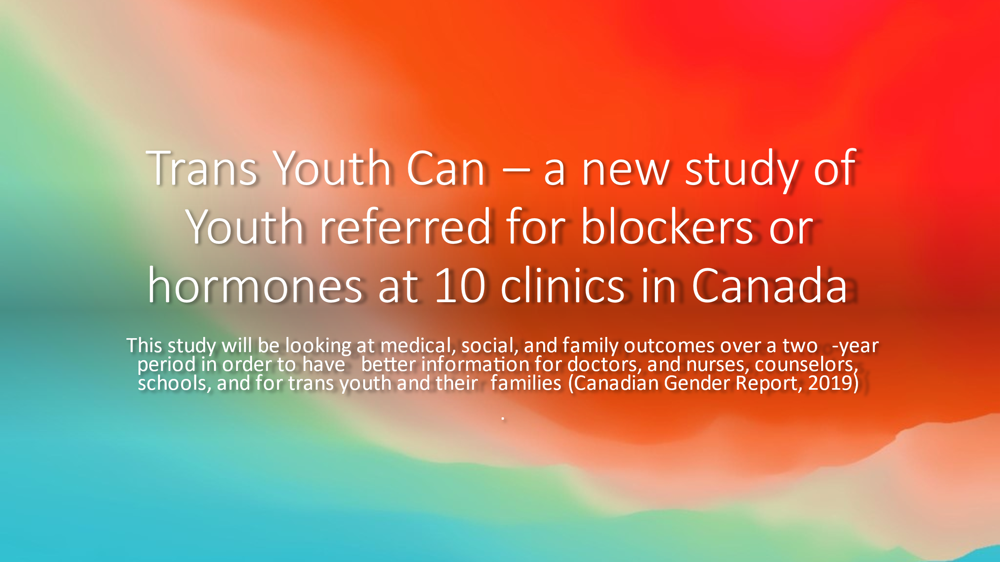 Trans Youth Can – a new study of
Youth referred for blockers or
hormones at 10 clinics in Canada
This study will be looking at medical, social, and family outcomes over a two -year
period in order to have better information for doctors, and nurses, counselors,
schools, and for trans youth and their families (Canadian Gender Report, 2019)
.